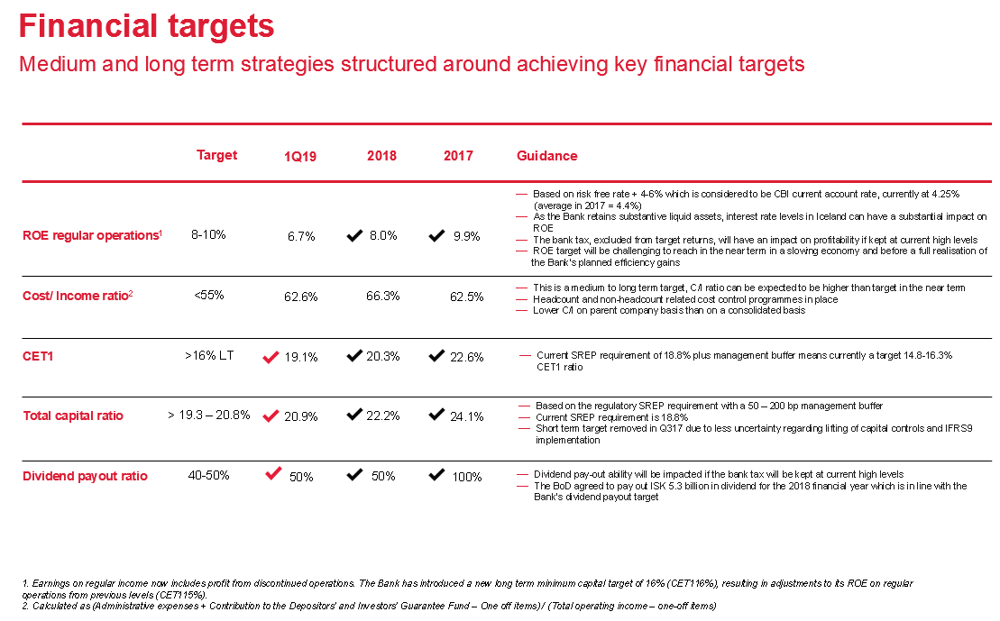 Financial targets
Medium and long term strategies structured around achieving key financial targets
Target 1Q19 2018 2017 Guidance
ROE regular operations¹ 8-10% 6.7% ✔ 8.0% ✔ 9.9%
— Based on risk free rate + 4-6% which is considered to be CBI current account rate, currently at 4.25%
(average in 2017 = 4.4%)
— As the Bank retains substantive liquid assets, interest rate levels in Iceland can have a substantial impact on
ROE
— The bank tax, excluded from target returns, will have an impact on profitability if kept at current high levels
— ROE target will be challenging to reach in the near term in a slowing economy and before a full realisation of
the Bank's planned efficiency gains
Cost/ Income ratio² <55% 62.6% 66.3% 62.5%
— This is a medium to long term target, C/I ratio can be expected to be higher than target in the near term
— Headcount and non-headcount related cost control programmes in place
— Lower C/I on parent company basis than on a consolidated basis
CET1 >16% LT ✔ 19.1% ✔ 20.3% ✔ 22.6%
— Current SREP requirement of 18.8% plus management buffer means currently a target 14.8-16.3%
CET1 ratio
Total capital ratio > 19.3 – 20.8% ✔ 20.9% ✔ 22.2% ✔ 24.1%
— Based on the regulatory SREP requirement with a 50 – 200 bp management buffer
— Current SREP requirement is 18.8%
— Short term target removed in Q317 due to less uncertainty regarding lifting of capital controls and IFRS9
implementation
Dividend payout ratio 40-50% ✔ 50% ✔ 50% ✔ 100%
— Dividend pay-out ability will be impacted if the bank tax will be kept at current high levels
— The BoD agreed to pay out ISK 5.3 billion in dividend for the 2018 financial year which is in line with the
Bank's dividend payout target
1. Earnings on regular income now includes profit from discontinued operations. The Bank has introduced a new long term minimum capital target of 16% (CET116%), resulting in adjustments to its ROE on regular
operations from previous levels (CET115%).
2. Calculated as (Administrative expenses + Contribution to the Depositors' and Investors' Guarantee Fund – One off items) / (Total operating income – one-off items)